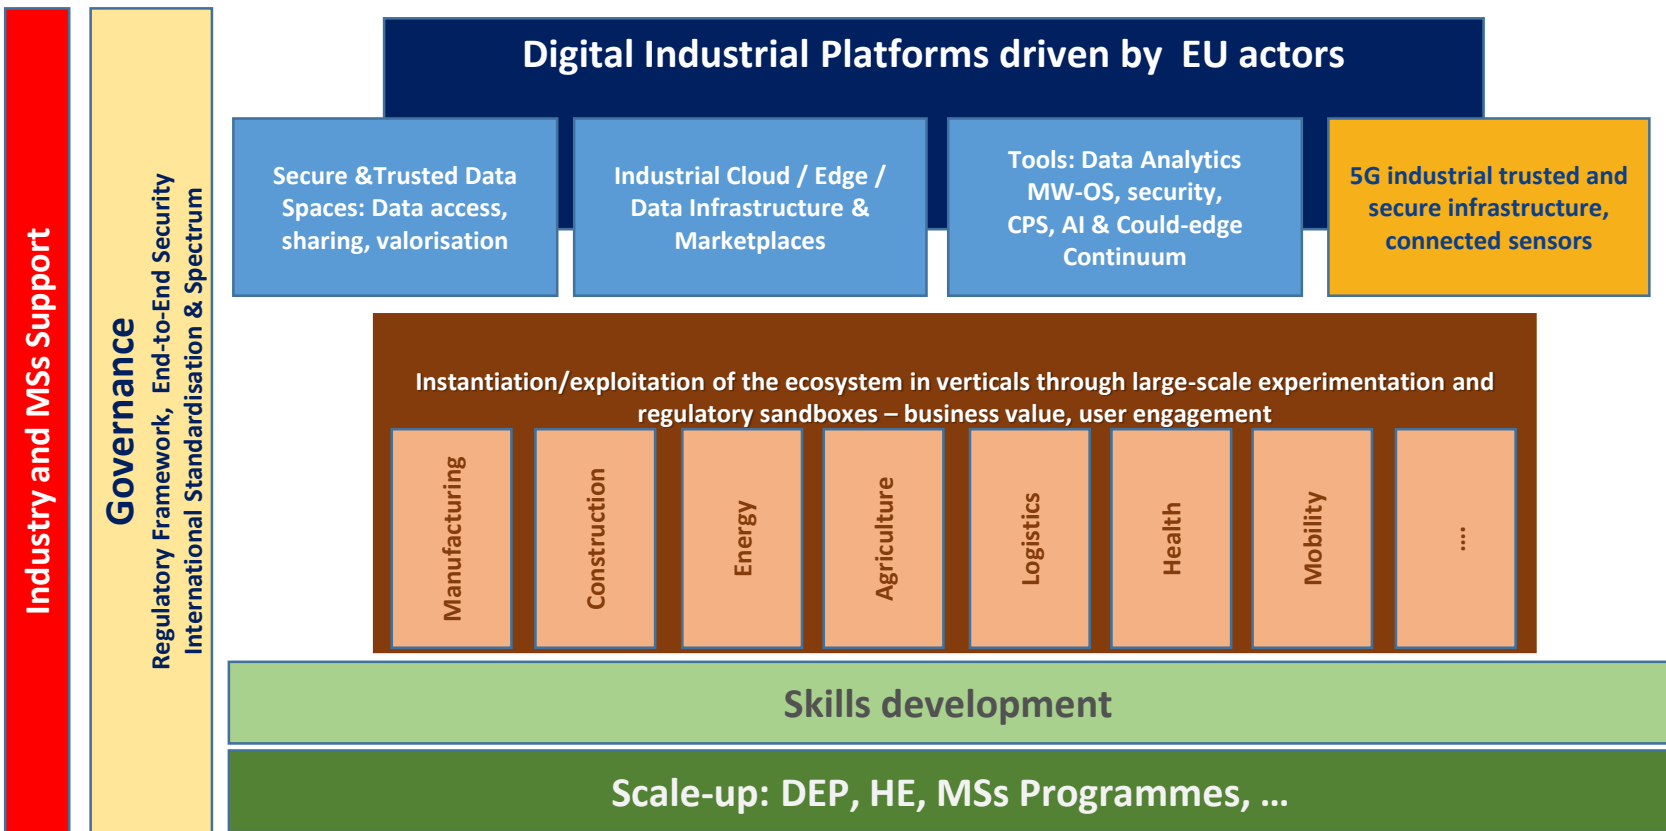 Industry and MSs Support
Governance
Regulatory Framework, End-to-End Security
International Standardisation & Spectrum
Digital Industrial Platforms driven by EU actors
Secure &Trusted Data
Spaces: Data access,
sharing, valorisation
Industrial Cloud / Edge /
Data Infrastructure &
Marketplaces
Tools: Data Analytics
MW-OS, security,
CPS, AI & Could-edge
Continuum
5G industrial trusted and
secure infrastructure,
connected sensors
Instantiation/exploitation of the ecosystem in verticals through large-scale experimentation and
regulatory sandboxes – business value, user engagement
Manufacturing
Construction
Energy
Agriculture
Logistics
Health
Mobility
....
Skills development
Scale-up: DEP, HE, MSs Programmes, ...